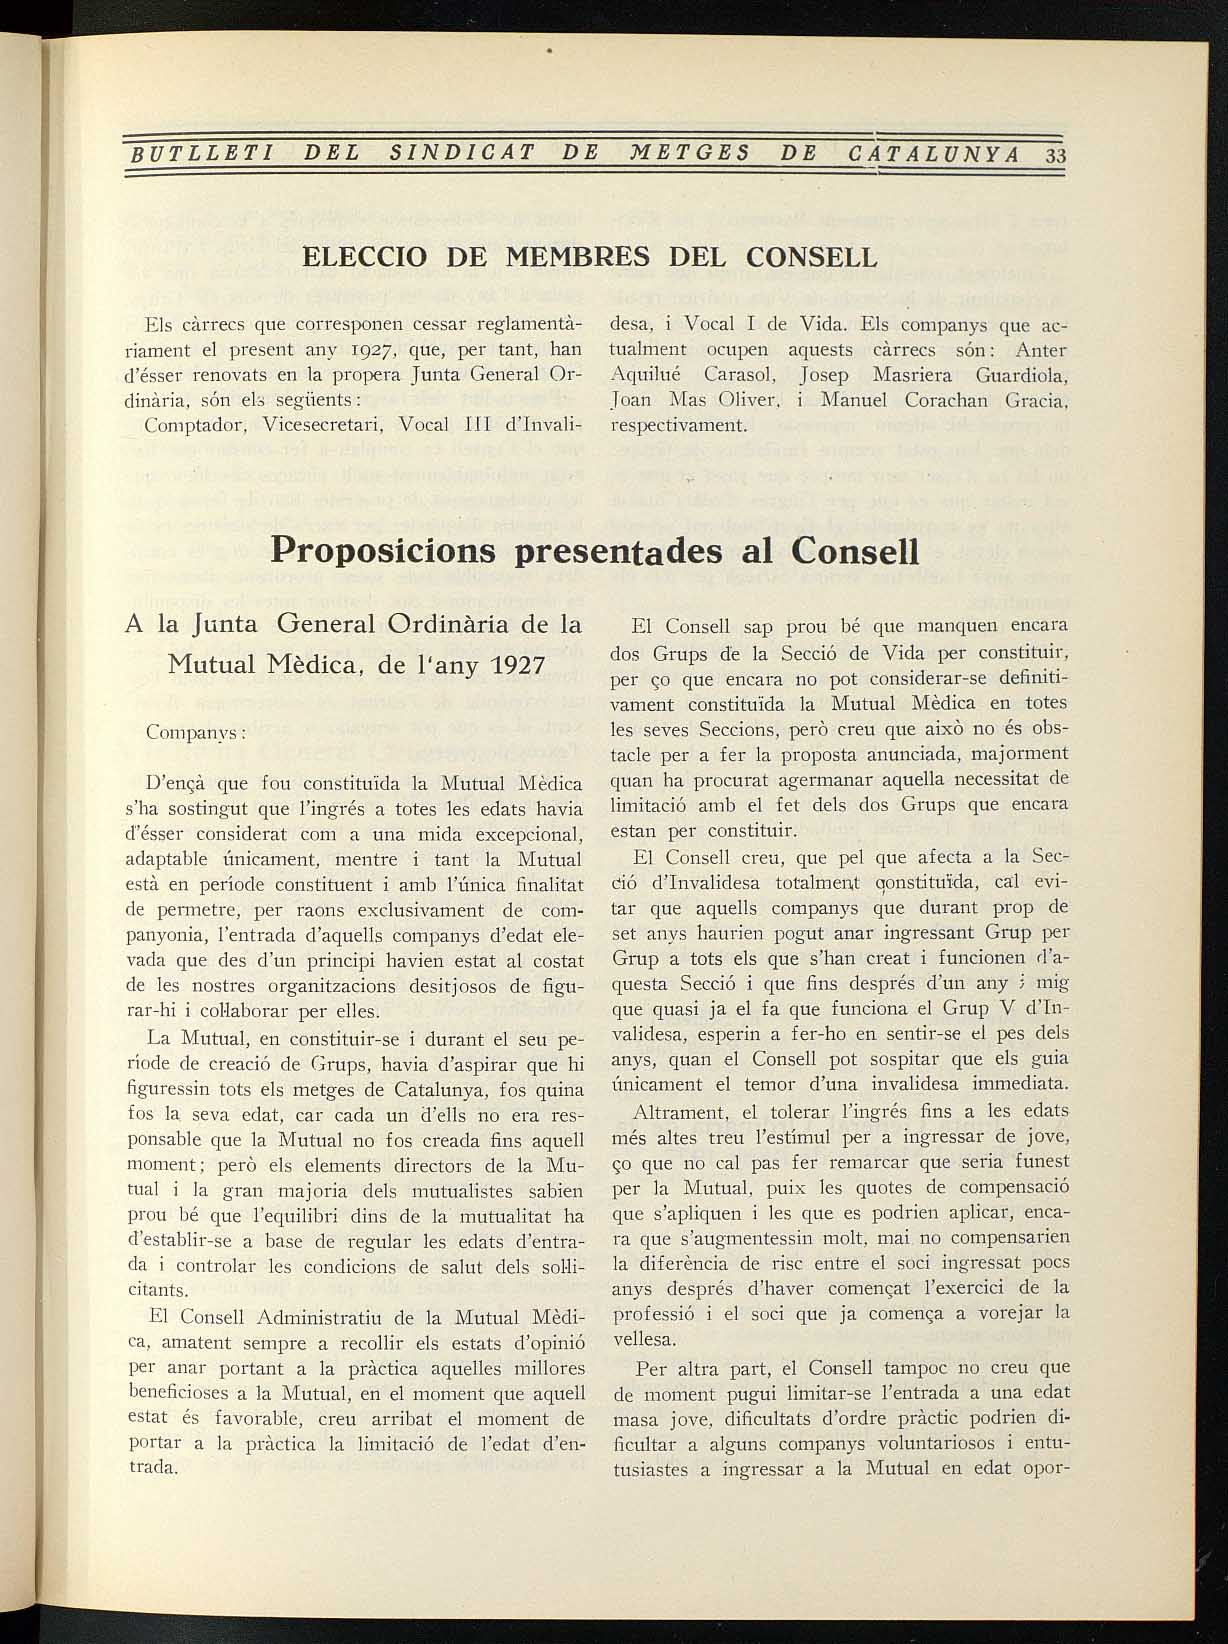 BUTLLETI DEL SINDICAT DE METGES DE CATALUNYA 33
ELECCIO DE MEMBRES DEL CONSELL
Els càrrecs que corresponen cessar reglamentà-
riament el present any 1927, que, per tant, han
d'ésser renovats en la propera Junta General Or-
dinària, són els següents:
Comptador, Vicesecretari, Vocal III d'Invali-
desa, i Vocal I de Vida. Els companys que ac-
tualment ocupen aquests càrrecs són: Anter
Aquilué Carasol, Josep Masriera Guardiola,
Joan Mas Oliver, i Manuel Corachan Gracia,
respectivament.
Proposicions presentades al Consell
A la Junta General Ordinària de la
Mutual Mèdica, de l'any 1927
Companys:
D'ençà que fou constituïda la Mutual Mèdica
s'ha sostingut que l'ingrés a totes les edats havia
d'ésser considerat com a una mida excepcional,
adaptable únicament, mentre i tant la Mutual
està en període constituent i amb l'única finalitat
de permetre, per raons exclusivament de com-
panyonia, l'entrada d'aquells companys d'edat ele-
vada que des d'un principi havien estat al costat
de les nostres organitzacions desitjosos de figu-
rar-hi i col·laborar per elles.
La Mutual, en constituir-se i durant el seu pe-
ríode de creació de Grups, havia d'aspirar que hi
figuressin tots els metges de Catalunya, fos quina
fos la seva edat, car cada un d'ells no era res-
ponsable que la Mutual no fos creada fins aquell
moment; però els elements directors de la Mu-
tual i la gran majoria dels mutualistes sabien
prou bé que l'equilibri dins de la mutualitat ha
d'establir-se a base de regular les edats d'entra-
da i controlar les condicions de salut dels sol·li-
citants.
El Consell Administratiu de la Mutual Mèdi-
ca, amatent sempre a recollir els estats d'opinió
per anar portant a la pràctica aquelles millores
beneficioses a la Mutual, en el moment que aquell
estat és favorable, creu arribat el moment de
portar a la pràctica la limitació de l'edat d'en-
trada.
El Consell sap prou bé que manquen encara
dos Grups de la Secció de Vida per constituir,
per ço que encara no pot considerar-se definiti-
vament constituïda la Mutual Mèdica en totes
les seves Seccions, però creu que això no és obs-
tacle per a fer la proposta anunciada, majorment
quan ha procurat agermanar aquella necessitat de
limitació amb el fet dels dos Grups que encara
estan per constituir.
El Consell creu, que pel que afecta a la Sec-
ció d'Invalidesa totalment constituïda, cal evi-
tar que aquells companys que durant prop de
set anys haurien pogut anar ingressant Grup per
Grup a tots els que s'han creat i funcionen d'a-
questa Secció i que fins després d'un any i mig
que quasi ja el fa que funciona el Grup V d'In-
validesa, esperin a fer-ho en sentir-se el pes dels
anys, quan el Consell pot sospitar que els guia
únicament el temor d'una invalidesa immediata.
Altrament, el tolerar l'ingrés fins a les edats
més altes treu l'estímul per a ingressar de jove,
ço que no cal pas fer remarcar que seria funest
per la Mutual, puix les quotes de compensació
que s'apliquen i les que es podrien aplicar, enca-
ra que s'augmentessin molt, mai no compensarien
la diferència de risc entre el soci ingressat pocs
anys després d'haver començat l'exercici de la
professió i el soci que ja comença a vorejar la
vellesa.
Per altra part, el Consell tampoc no creu que
de moment pugui limitar-se l'entrada a una edat
masa jove, dificultats d'ordre pràctic podrien di-
ficultar a alguns companys voluntariosos i entu-
tusiastes a ingressar a la Mutual en edat opor-